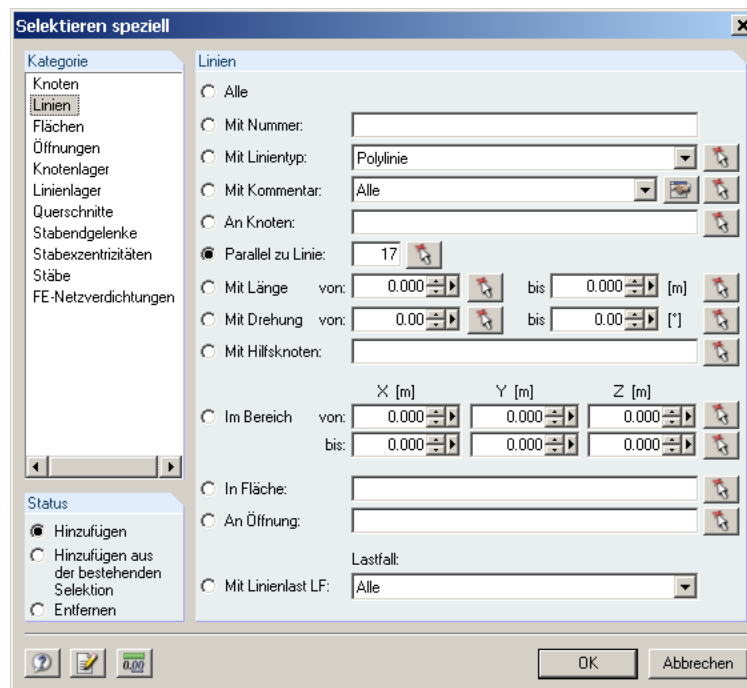 Selektieren speziell
Kategorie
Knoten
Linien
Flächen
Öffnungen
Knotenlager
Linienlager
Querschnitte
Stabendgelenke
Stabexzentrizitäten
Stäbe
FE-Netzverdichtungen
Status
Hinzufügen
Hinzufügen aus
der bestehenden
Selektion
Entfernen
Linien
Alle
Mit Nummer:
Mit Linientyp: Polylinie
Mit Kommentar: Alle
An Knoten:
Parallel zu Linie: 17
Mit Länge von: 0.000 bis 0.000 [m]
Mit Drehung von: 0.00 bis 0.00 [°]
Mit Hilfsknoten:
X [m] Y [m] Z [m]
Im Bereich von: 0.000 0.000 0.000
bis: 0.000 0.000 0.000
In Fläche:
An Öffnung:
Lastfall:
Mit Linienlast LF: Alle
0.00
OK Abbrechen